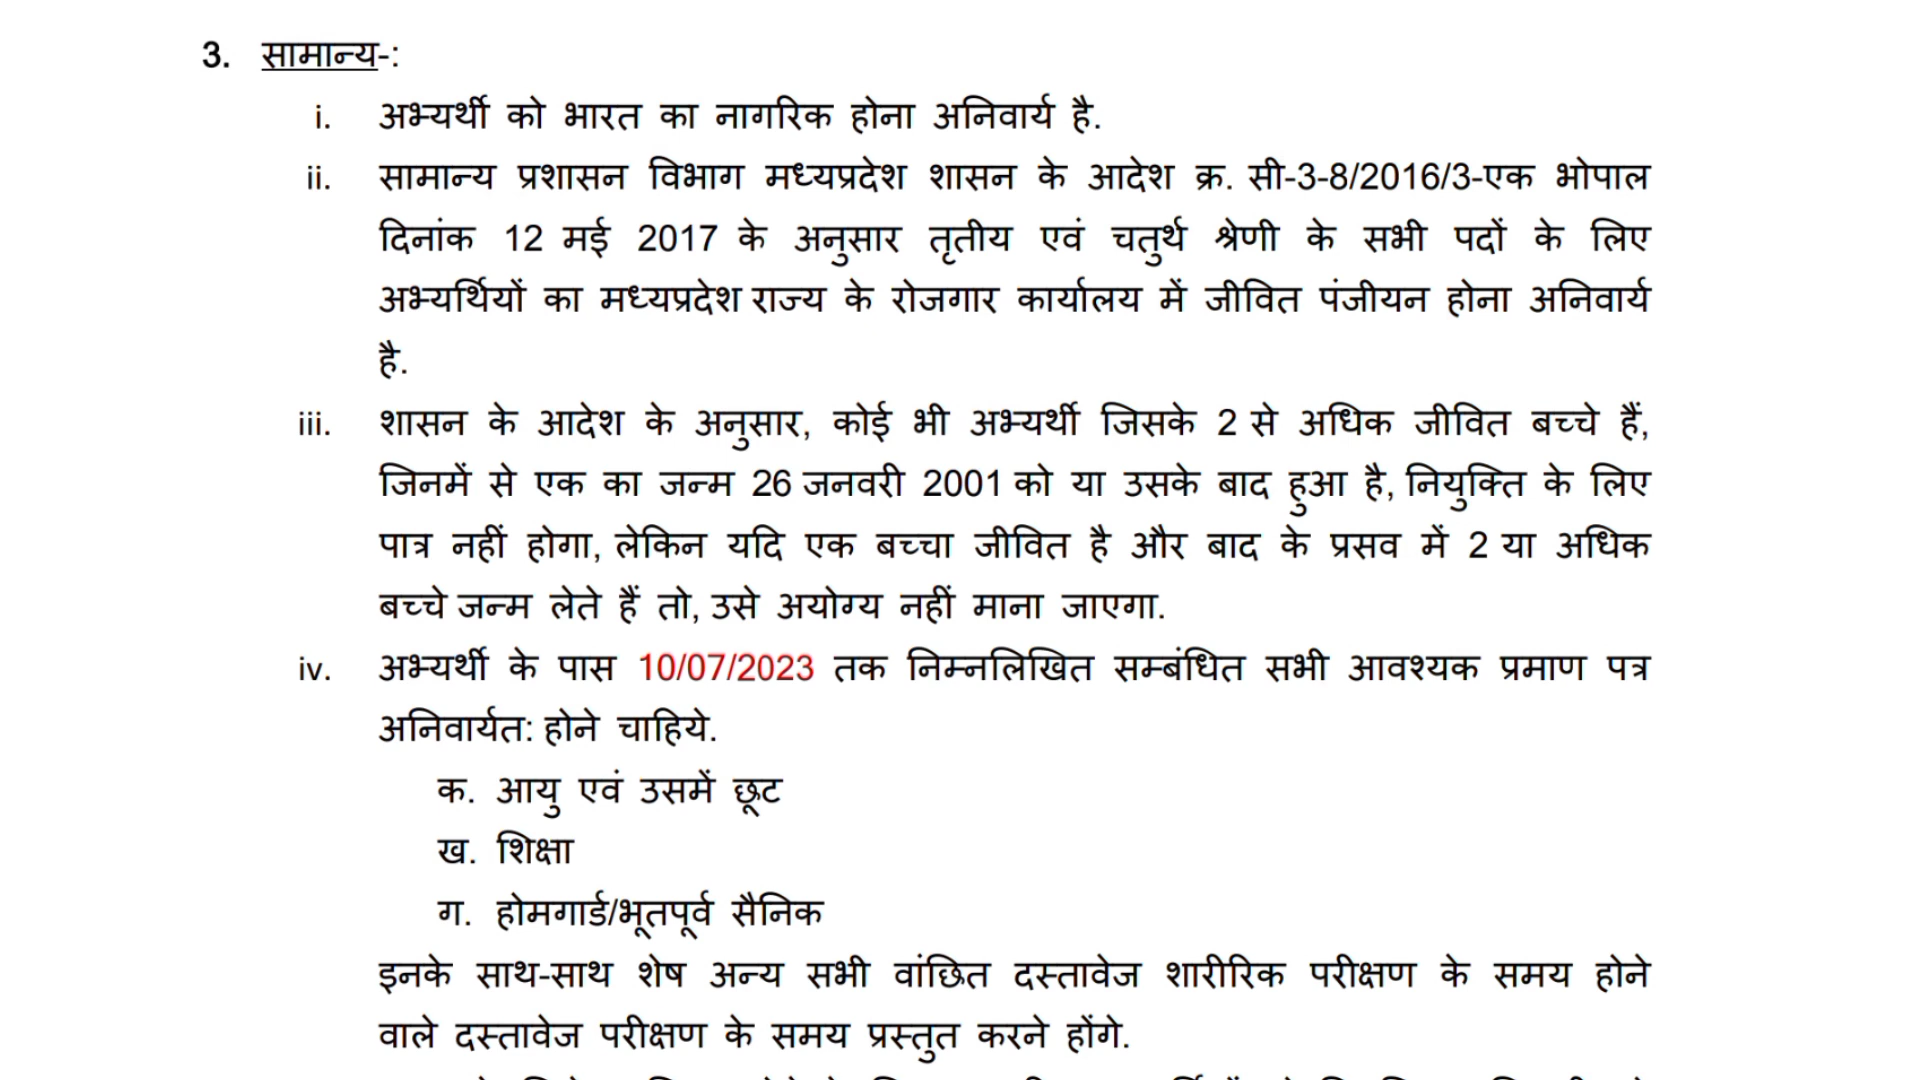 3. सामान्य-:
i. अभ्यर्थी को भारत का नागरिक होना अनिवार्य है.
ii. सामान्य प्रशासन विभाग मध्यप्रदेश शासन के आदेश क्र. सी-3-8/2016/3-एक भोपाल
दिनांक 12 मई 2017 के अनुसार तृतीय एवं चतुर्थ श्रेणी के सभी पदों के लिए
अभ्यर्थियों का मध्यप्रदेश राज्य के रोजगार कार्यालय में जीवित पंजीयन होना अनिवार्य
है.
iii. शासन के आदेश के अनुसार, कोई भी अभ्यर्थी जिसके 2 से अधिक जीवित बच्चे हैं,
जिनमें से एक का जन्म 26 जनवरी 2001 को या उसके बाद हुआ है, नियुक्ति के लिए
पात्र नहीं होगा, लेकिन यदि एक बच्चा जीवित है और बाद के प्रसव में 2 या अधिक
बच्चे जन्म लेते हैं तो, उसे अयोग्य नहीं माना जाएगा.
iv. अभ्यर्थी के पास 10/07/2023 तक निम्नलिखित सम्बंधित सभी आवश्यक प्रमाण पत्र
अनिवार्यत: होने चाहिये.
क. आयु एवं उसमें छूट
ख. शिक्षा
ग. होमगार्ड/भूतपूर्व सैनिक
इनके साथ-साथ शेष अन्य सभी वांछित दस्तावेज शारीरिक परीक्षण के समय होने
वाले दस्तावेज परीक्षण के समय प्रस्तुत करने होंगे.